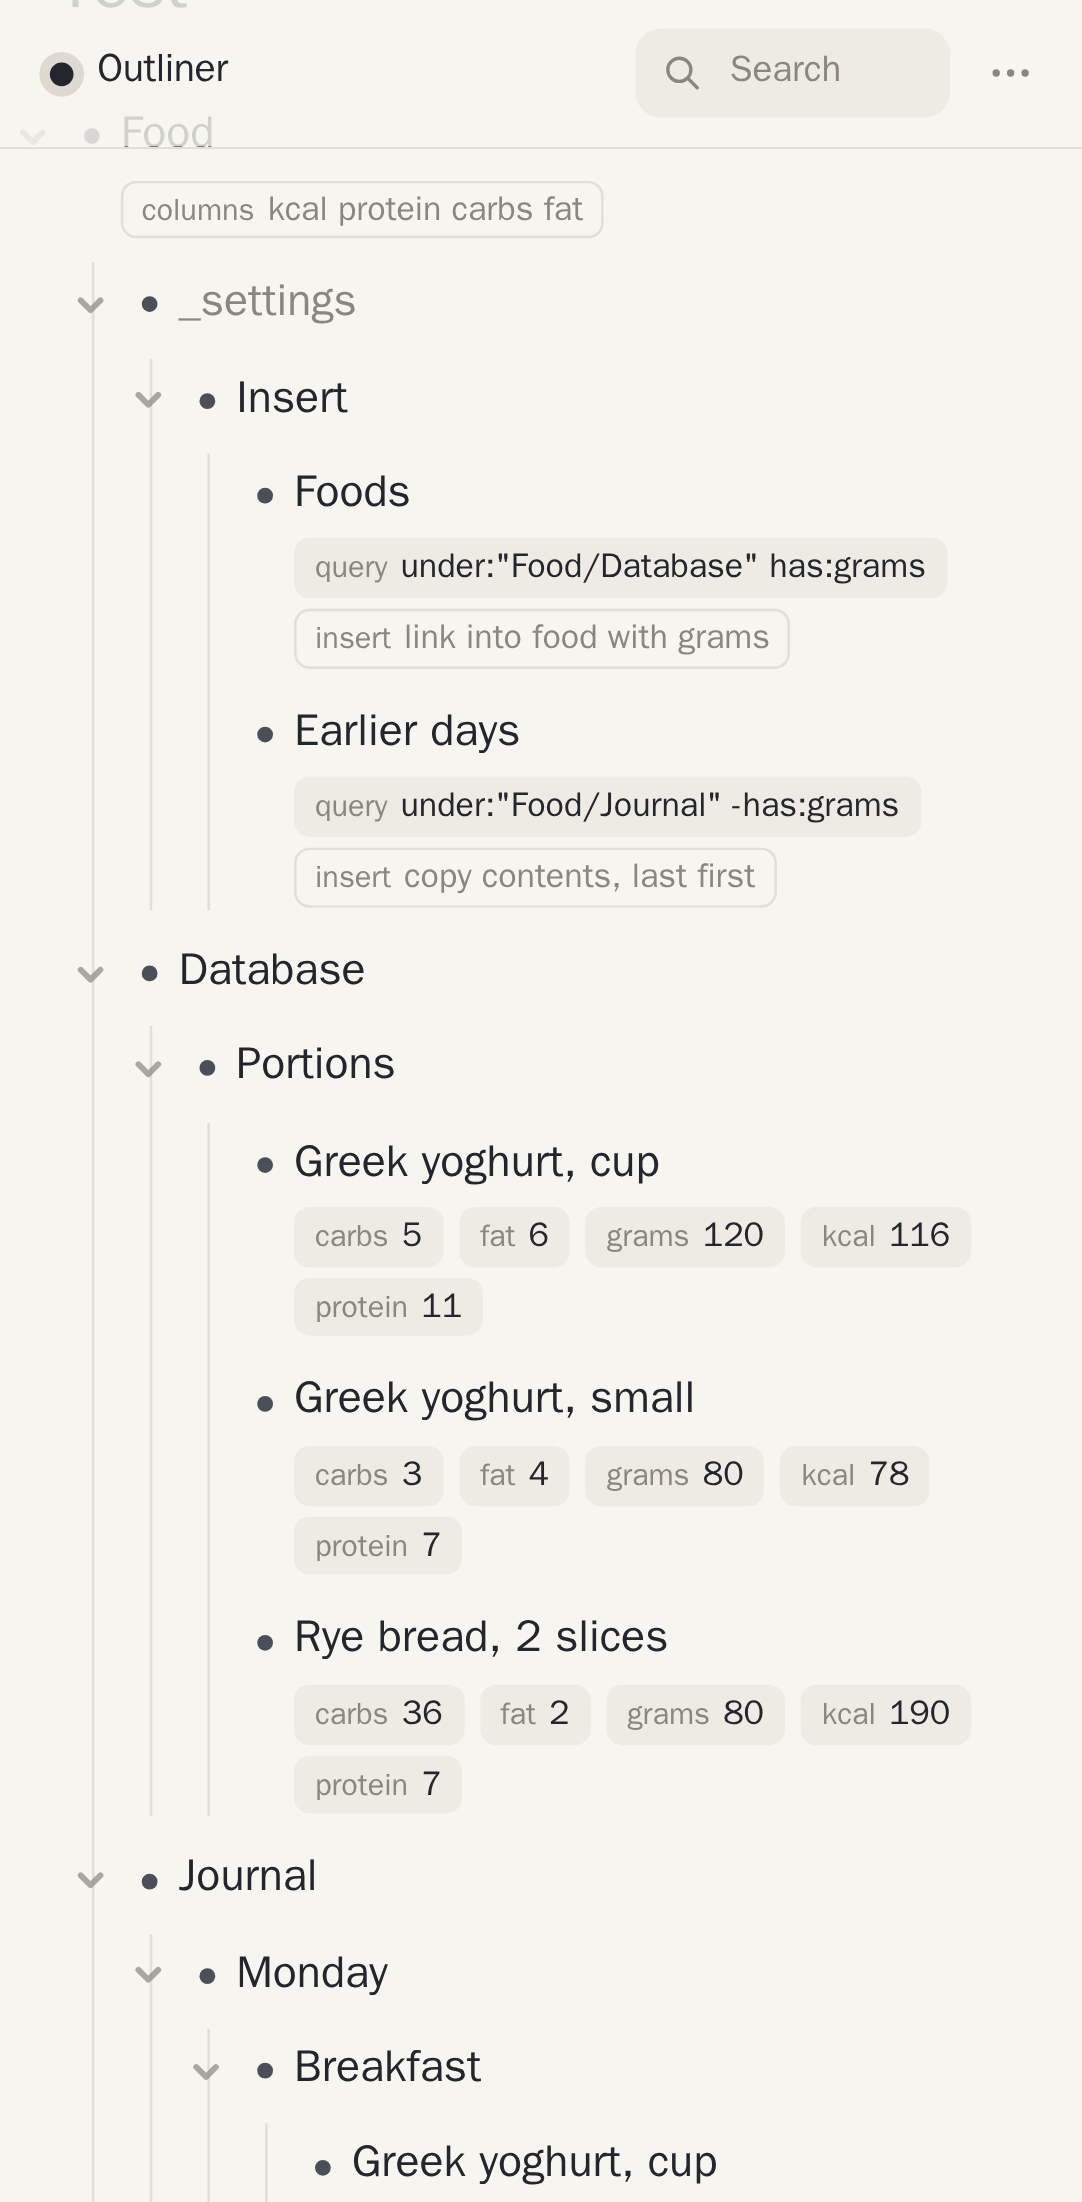 Outliner
Search
Food
columns kcal protein carbs fat
_settings
Insert
Foods
query under:"Food/Database" has:grams
insert link into food with grams
Earlier days
query under:"Food/Journal" -has:grams
insert copy contents, last first
Database
Portions
Greek yoghurt, cup
carbs 5 fat 6 grams 120 kcal 116
protein 11
Greek yoghurt, small
carbs 3 fat 4 grams 80 kcal 78
protein 7
Rye bread, 2 slices
carbs 36 fat 2 grams 80 kcal 190
protein 7
Journal
Monday
Breakfast
Greek yoghurt, cup